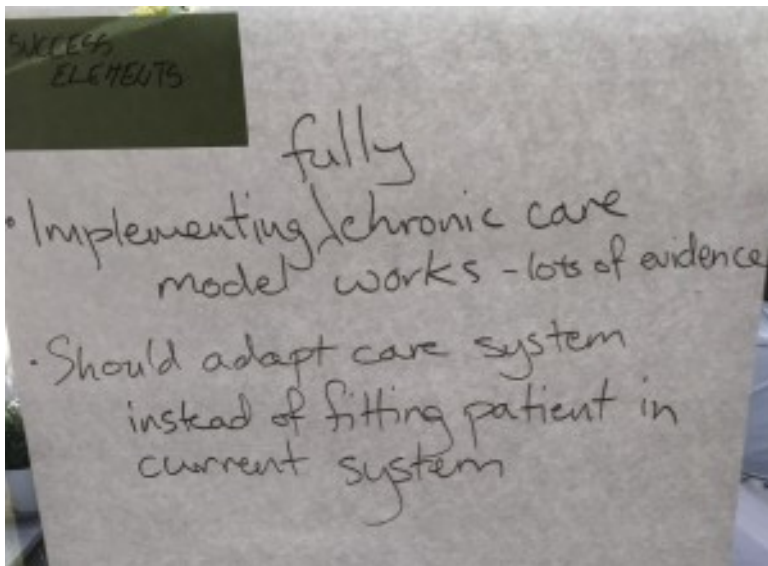 SUCCESS
ELEMENTS
fully
• Implementing \ chronic care
model works - lots of evidence
• Should adapt care system
instead of fitting patient in
current system